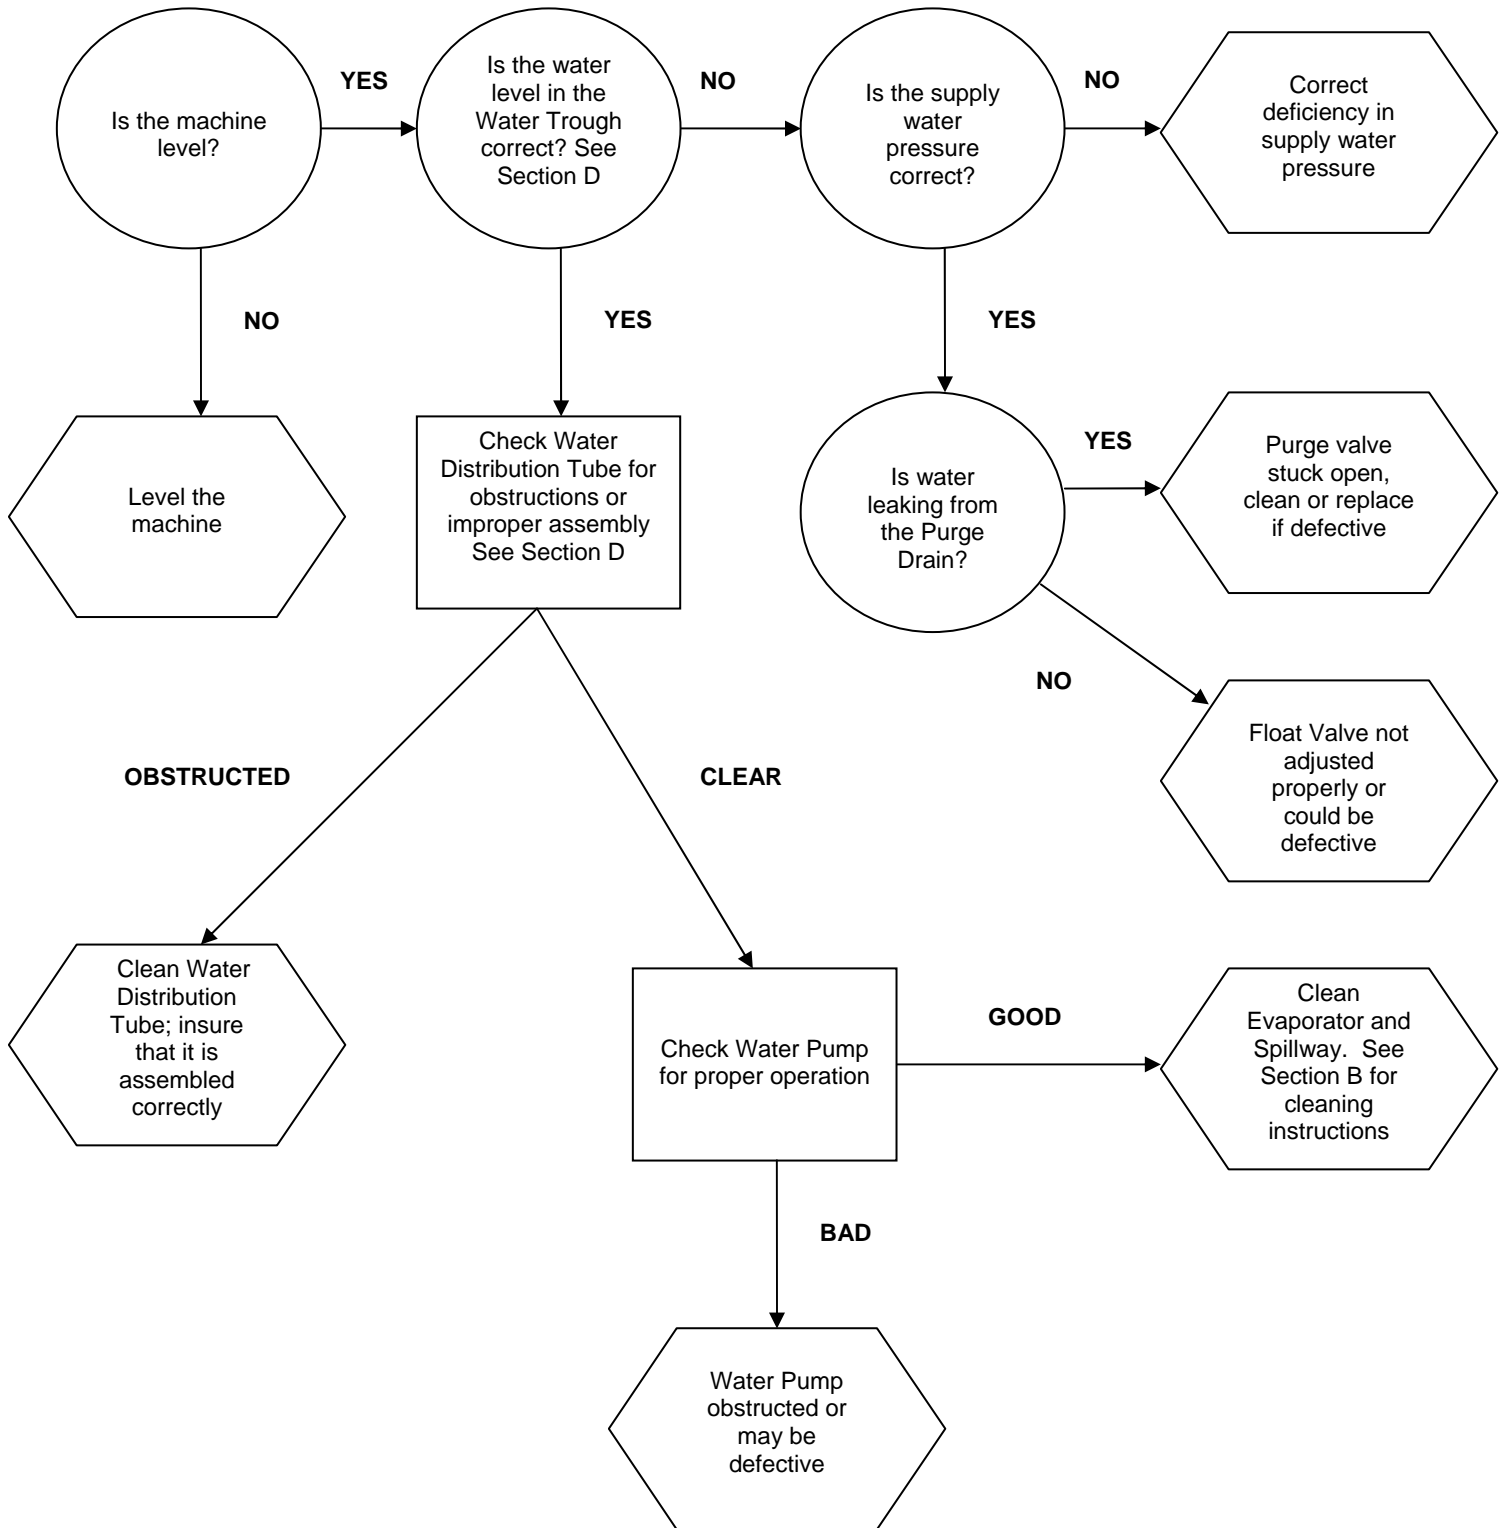 Is the machine
level?
YES
Is the water
level in the
Water Trough
correct? See
Section D
NO
Is the supply
water
pressure
correct?
NO
Correct
deficiency in
supply water
pressure
NO
YES
YES
Level the
machine
Check Water
Distribution Tube for
obstructions or
improper assembly
See Section D
Is water
leaking from
the Purge
Drain?
YES
Purge valve
stuck open,
clean or replace
if defective
NO
Float Valve not
adjusted
properly or
could be
defective
OBSTRUCTED
CLEAR
Clean Water
Distribution
Tube; insure
that it is
assembled
correctly
Check Water Pump
for proper operation
GOOD
Clean
Evaporator and
Spillway.  See
Section B for
cleaning
instructions
BAD
Water Pump
obstructed or
may be
defective